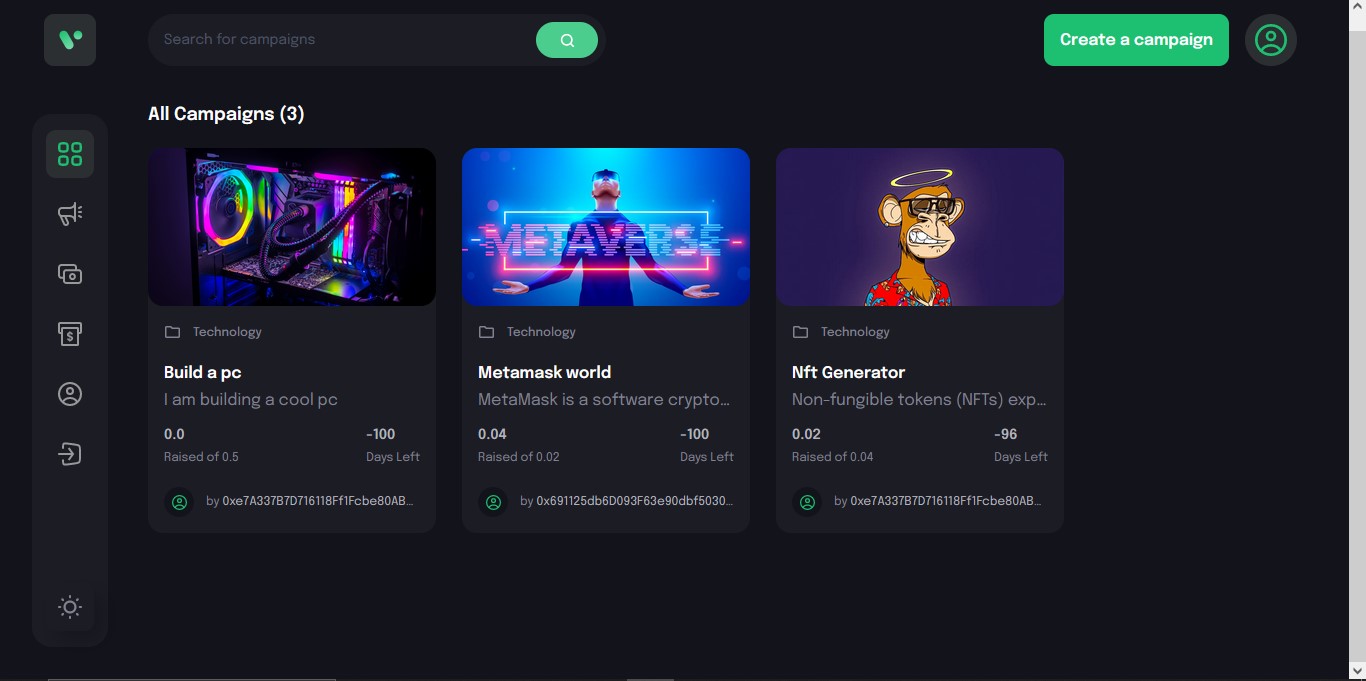 Search for campaigns
Create a campaign
All Campaigns (3)
METAVERSE
Technology
Build a pc
I am building a cool pc
0.0
-100
Raised of 0.5
Days Left
by 0xe7A337B7D716118Ff1Fcbe80AB...
Technology
Metamask world
MetaMask is a software crypto...
0.04
-100
Raised of 0.02
Days Left
by 0x691125db6D093F63e90dbf5030...
Technology
Nft Generator
Non-fungible tokens (NFTs) exp...
0.02
-96
Raised of 0.04
Days Left
by 0xe7A337B7D716118Ff1Fcbe80AB...